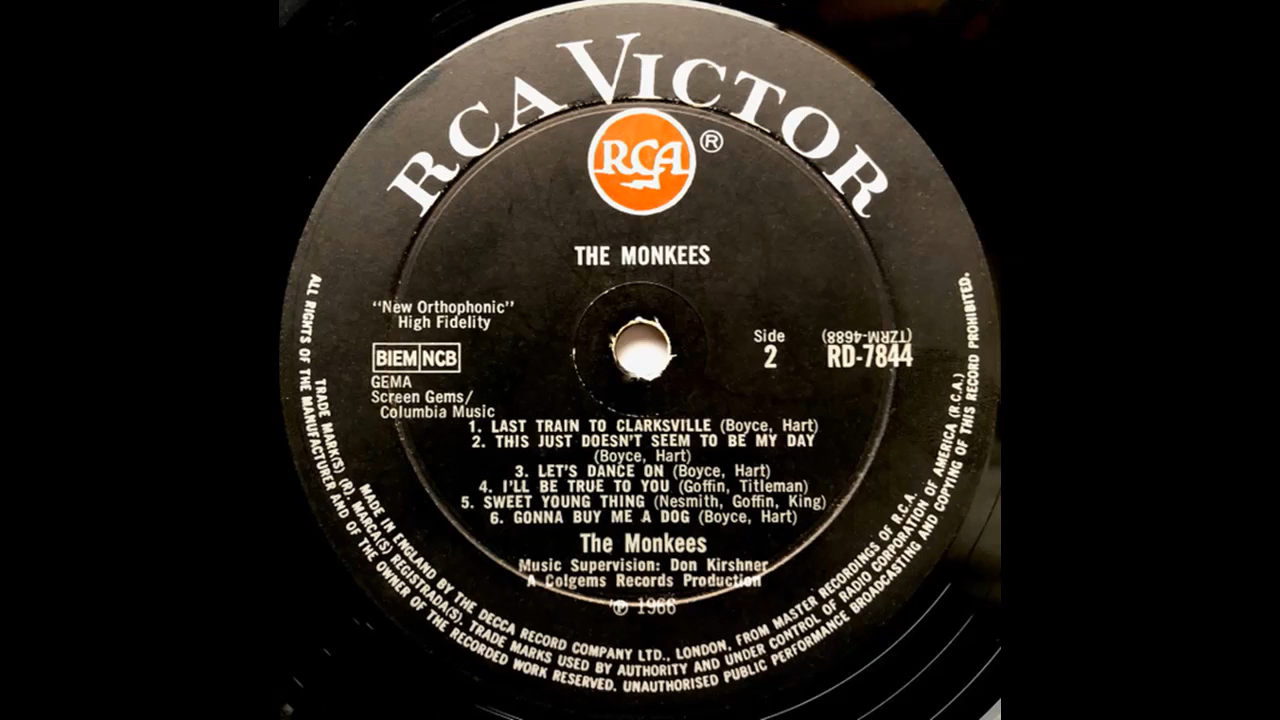 RCA VICTOR
RCA ®
THE MONKEES
"New Orthophonic"
High Fidelity
BIEM NCB
GEMA
Screen Gems/
Columbia Music
Side
2
(TZRM-4688)
RD-7844
1. LAST TRAIN TO CLARKSVILLE (Boyce, Hart)
2. THIS JUST DOESN'T SEEM TO BE MY DAY
(Boyce, Hart)
3. LET'S DANCE ON (Boyce, Hart)
4. I'LL BE TRUE TO YOU (Goffin, Titleman)
5. SWEET YOUNG THING (Nesmith, Goffin, King)
6. GONNA BUY ME A DOG (Boyce, Hart)
The Monkees
Music Supervision: Don Kirshner
A Colgems Records Production
℗ 1966
MADE IN ENGLAND BY THE DECCA RECORD COMPANY LTD., LONDON, FROM MASTER RECORDINGS OF R.C.A.
TRADE MARK(S) (R). MARCA(S) REGISTRADA(S). TRADE MARKS USED BY AUTHORITY AND UNDER CONTROL OF RADIO CORPORATION OF AMERICA (R.C.A.)
ALL RIGHTS OF THE MANUFACTURER AND OF THE OWNER OF THE RECORDED WORK RESERVED. UNAUTHORISED PUBLIC PERFORMANCE BROADCASTING AND COPYING OF THIS RECORD PROHIBITED.